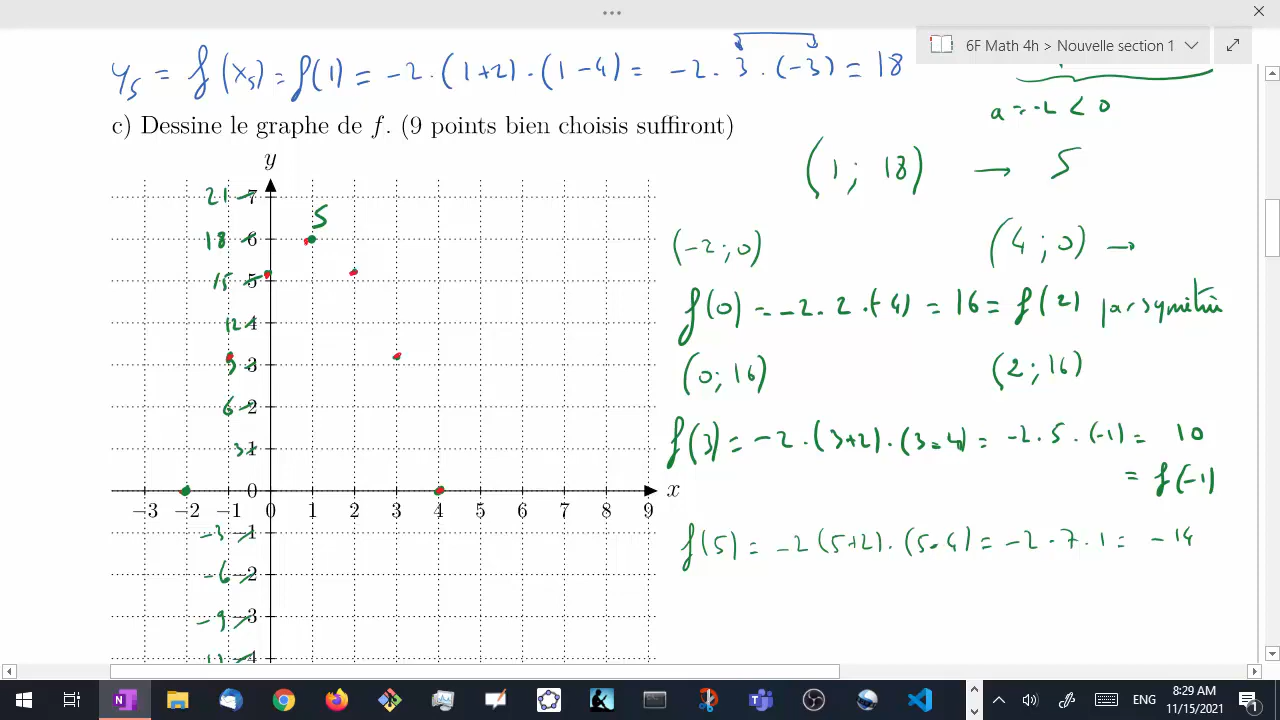 6F Math 4h > Nouvelle section 1
y_S = f(x_S) = f(1) = -2 · (1+2) · (1-4) = -2 · 3 · (-3) = 18
a = -2 < 0
c) Dessine le graphe de f. (9 points bien choisis suffiront)
(1; 18) → S
(-2; 0) (4; 0) →
f(0) = -2 · 2 · (-4) = 16 = f(2) par symétrie
(0; 16) (2; 16)
f(3) = -2 · (3+2) · (3-4) = -2 · 5 · (-1) = 10
= f(-1)
f(5) = -2 (5+2) · (5-4) = -2 · 7 · 1 = -14
y
21 7
S
18 6
15 5
12 4
9 3
6 2
3 1
0 x
-3 -2 -1 0 1 2 3 4 5 6 7 8 9
-3 -1
-6 -2
-9 -3
-4
ENG
8:29 AM
11/15/2021
1